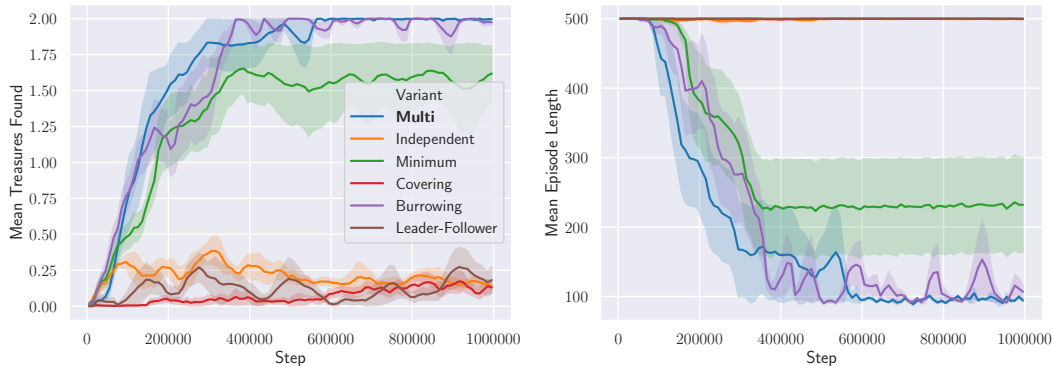 2.00
1.75
1.50
1.25
1.00
0.75
0.50
0.25
0.00
Mean Treasures Found
Variant
Multi
Independent
Minimum
Covering
Burrowing
Leader-Follower
0 200000 400000 600000 800000 1000000
Step
500
400
300
200
100
Mean Episode Length
0 200000 400000 600000 800000 1000000
Step